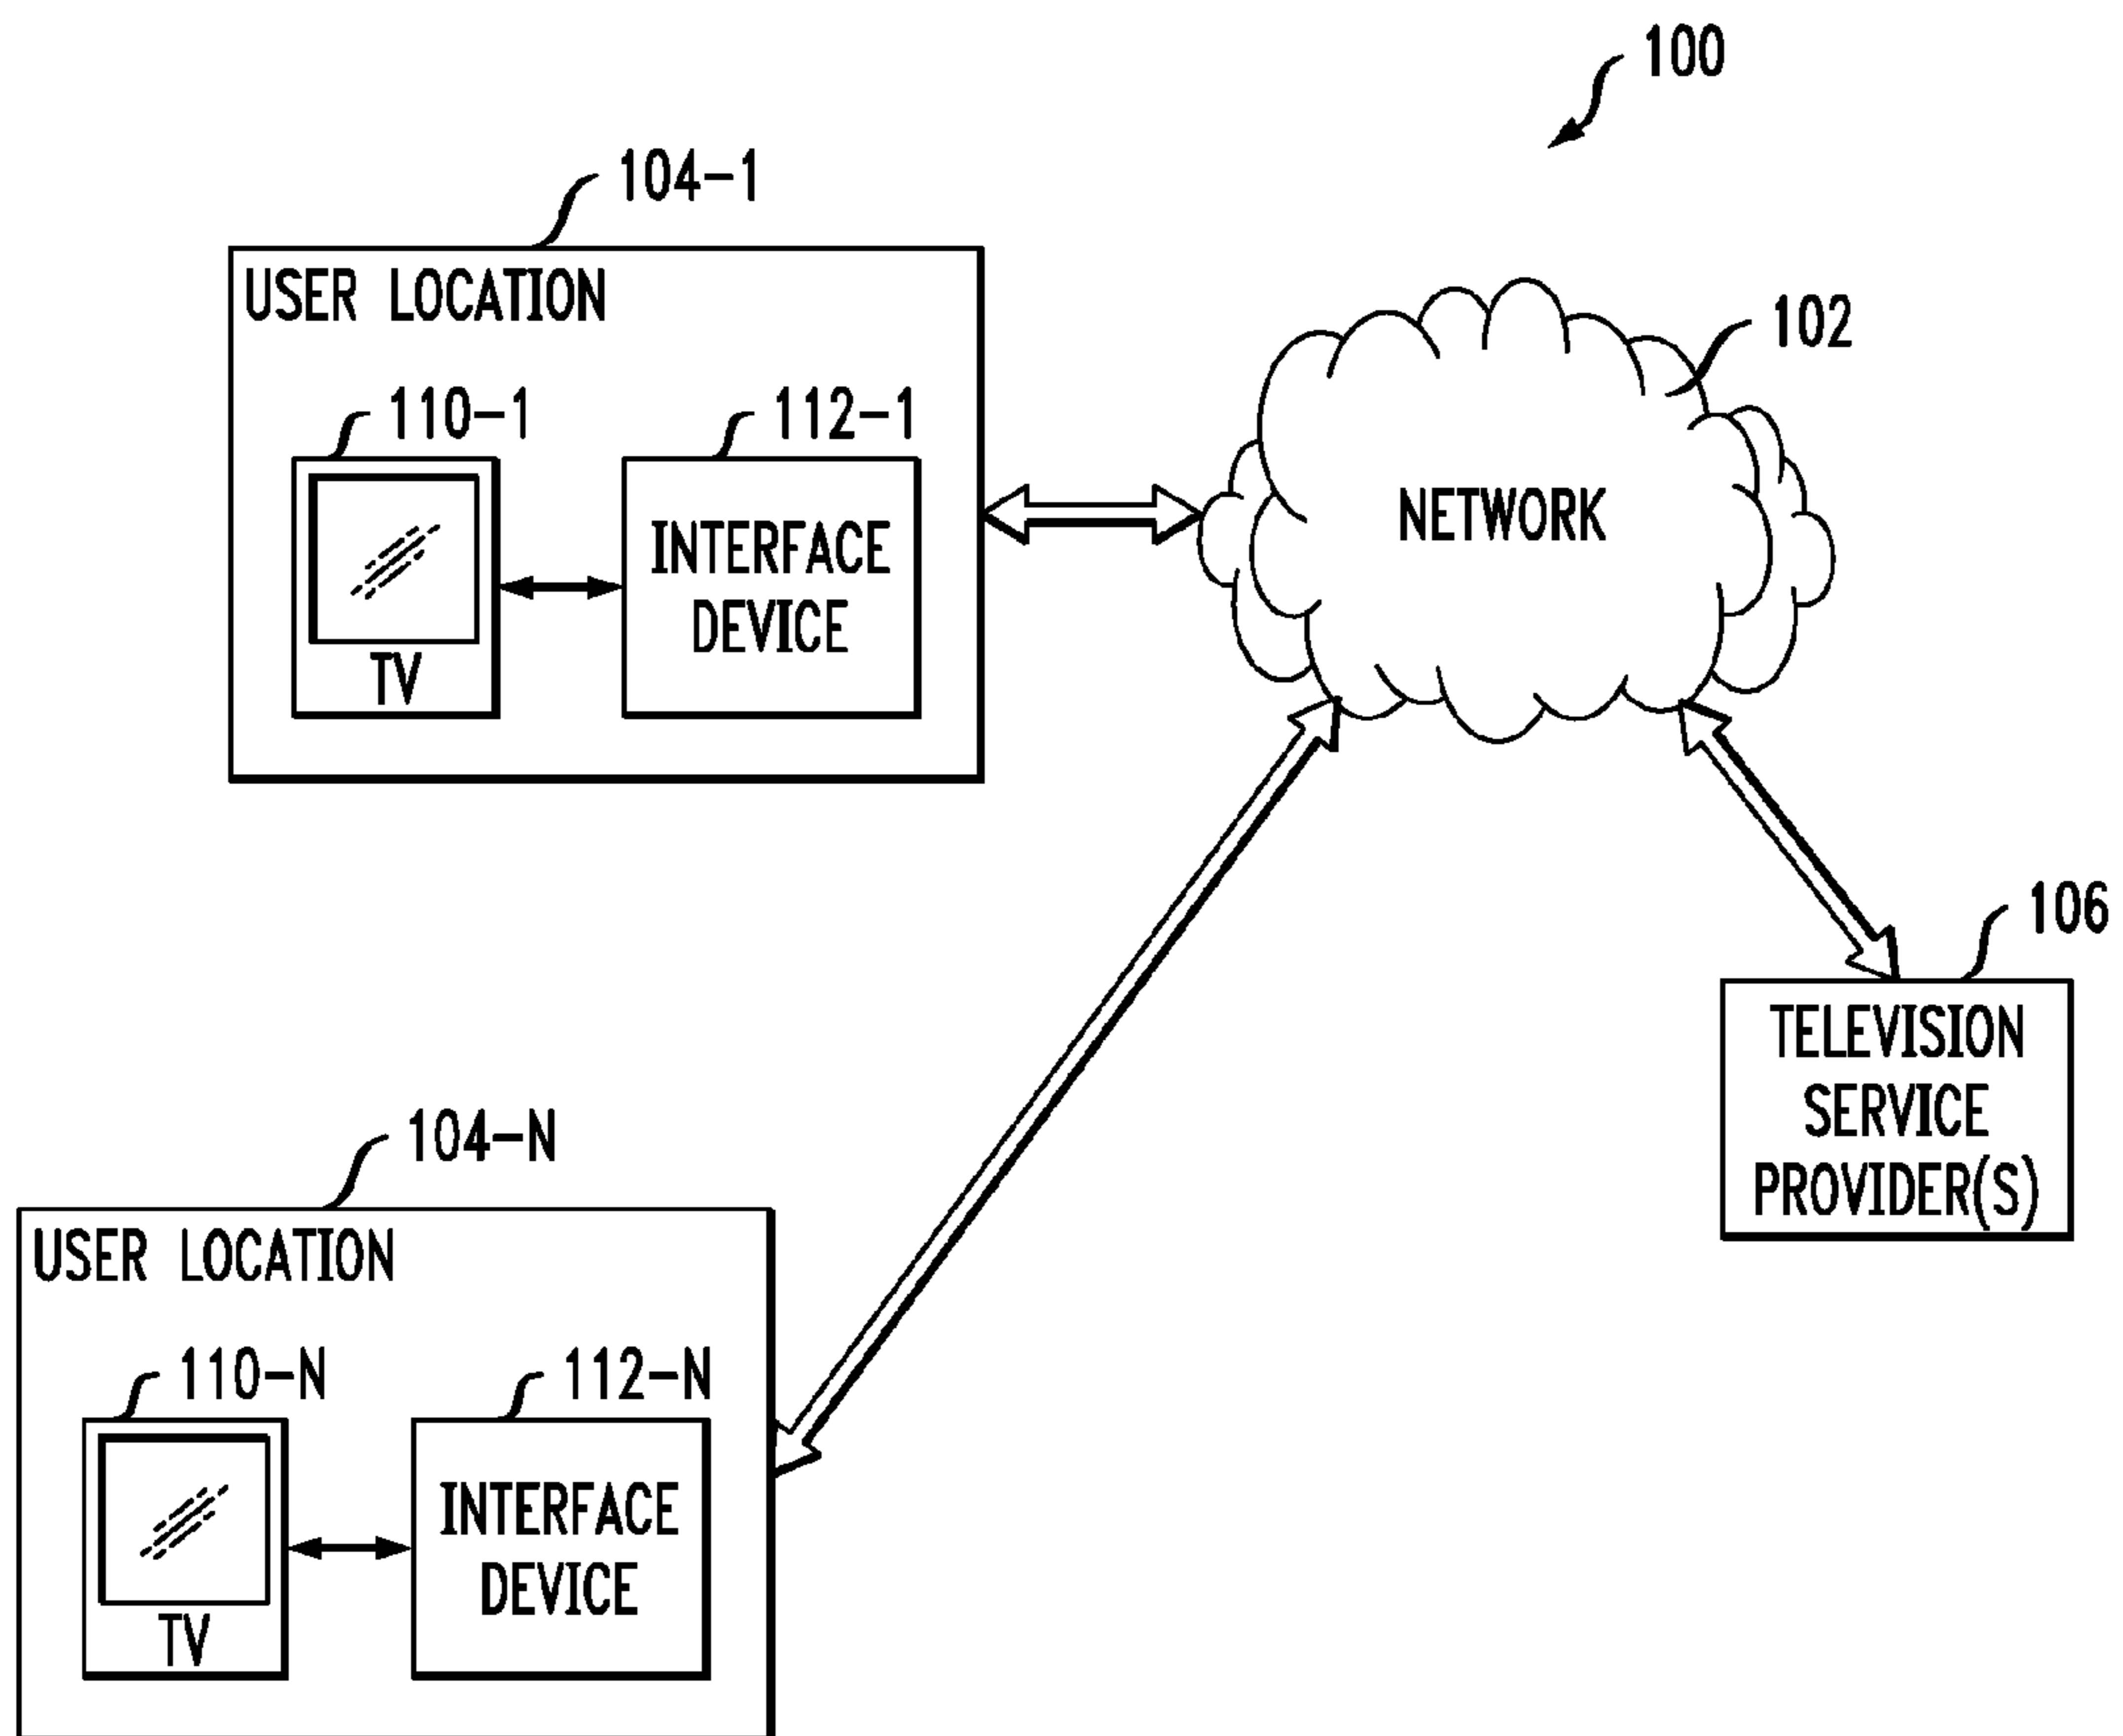 100
104-1
USER LOCATION
102
110-1
112-1
NETWORK
INTERFACE
DEVICE
TV
106
TELEVISION
SERVICE
PROVIDER(S)
104-N
USER LOCATION
110-N
112-N
INTERFACE
DEVICE
TV